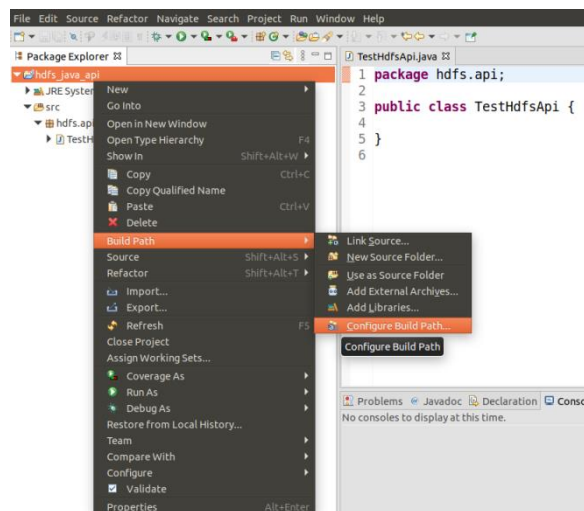 File Edit Source Refactor Navigate Search Project Run Window Help
Package Explorer
TestHdfsApi.java
hdfs_java_api
JRE System
src
hdfs.api
TestH
New
Go Into
Open in New Window
Open Type Hierarchy F4
Show In Shift+Alt+W
Copy Ctrl+C
Copy Qualified Name
Paste Ctrl+V
Delete
Build Path
Source Shift+Alt+S
Refactor Shift+Alt+T
Import...
Export...
Refresh F5
Close Project
Assign Working Sets...
Coverage As
Run As
Debug As
Restore from Local History...
Team
Compare With
Configure
Validate
Properties Alt+Enter
Link Source...
New Source Folder...
Use as Source Folder
Add External Archives...
Add Libraries...
Configure Build Path...
Configure Build Path
1 package hdfs.api;
2
3 public class TestHdfsApi {
4
5 }
6
Problems Javadoc Declaration Conso
No consoles to display at this time.